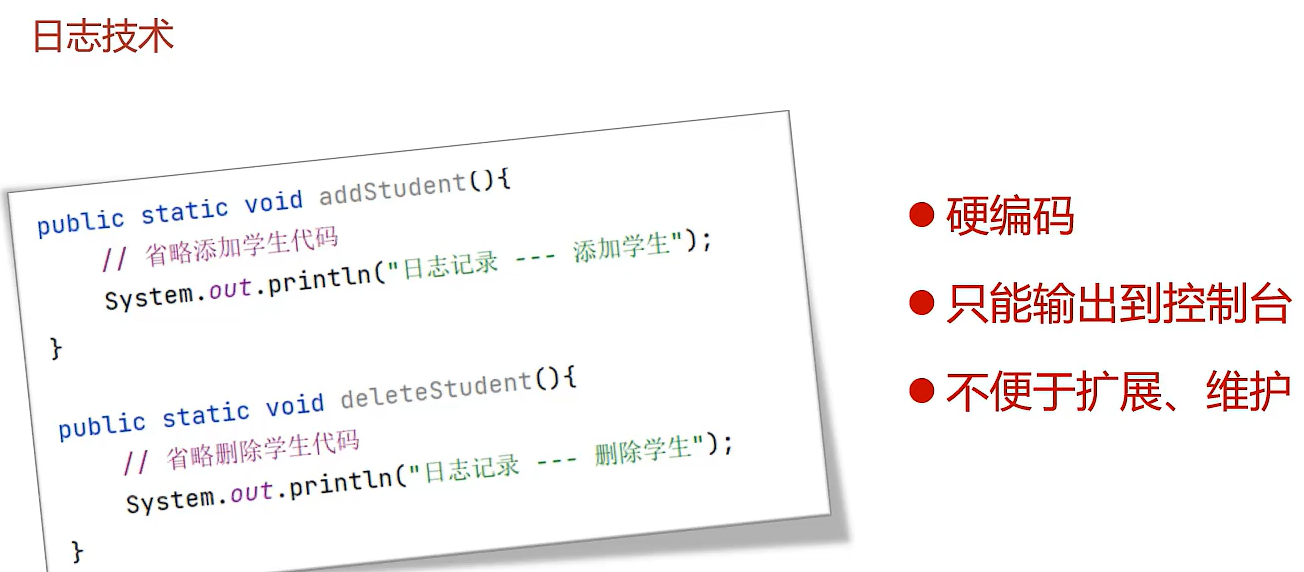 日志技术
public static void addStudent(){
// 省略添加学生代码
System.out.println("日志记录 --- 添加学生");
}
public static void deleteStudent(){
// 省略删除学生代码
System.out.println("日志记录 --- 删除学生");
}
● 硬编码
● 只能输出到控制台
● 不便于扩展、维护